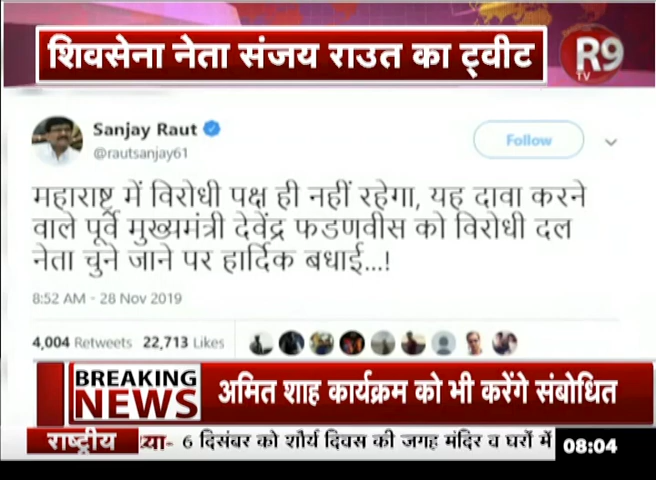 शिवसेना नेता संजय राउत का ट्वीट
R9
TV
Sanjay Raut
@rautsanjay61
Follow
महाराष्ट्र में विरोधी पक्ष ही नहीं रहेगा, यह दावा करने
वाले पूर्व मुख्यमंत्री देवेंद्र फडणवीस को विरोधी दल
नेता चुने जाने पर हार्दिक बधाई...!
8:52 AM - 28 Nov 2019
4,004 Retweets 22,713 Likes
BREAKING
NEWS
अमित शाह कार्यक्रम को भी करेंगे संबोधित
राष्ट्रीय
- 6 दिसंबर को शौर्य दिवस की जगह मंदिर व घरों में
08:04